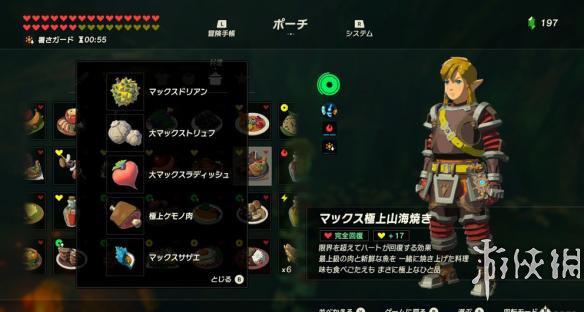 L
ポーチ
R
冒険手帳
システム
197
暑さガード 00:55
料理
マックスドリアン
大マックストリュフ
大マックスラディッシュ
極上ケモノ肉
マックスサザエ
とじる B
x6
マックス極上山海焼き
完全回復
+17
限界を超えてハートが回復する効果
最上級の肉と新鮮な魚を 一緒に焼き上げた料理
味も食べごたえも まさに極上なひと品
游侠網